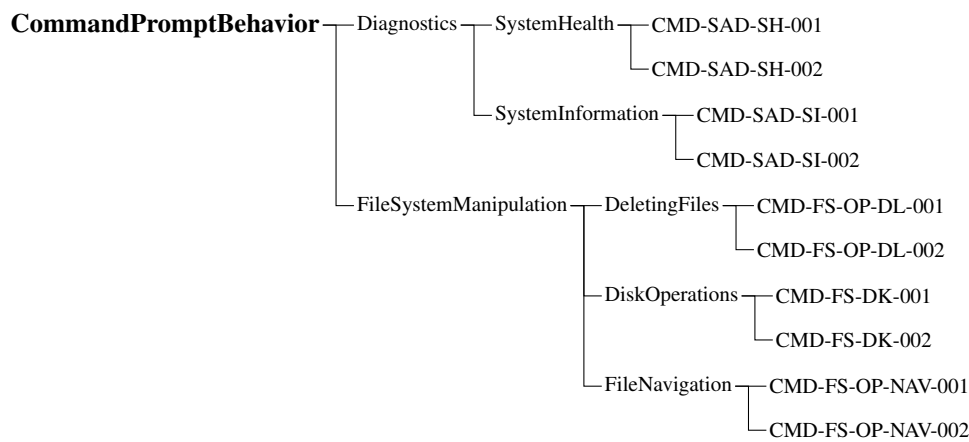 CommandPromptBehavior Diagnostics SystemHealth CMD-SAD-SH-001
CMD-SAD-SH-002
SystemInformation CMD-SAD-SI-001
CMD-SAD-SI-002
FileSystemManipulation DeletingFiles CMD-FS-OP-DL-001
CMD-FS-OP-DL-002
DiskOperations CMD-FS-DK-001
CMD-FS-DK-002
FileNavigation CMD-FS-OP-NAV-001
CMD-FS-OP-NAV-002